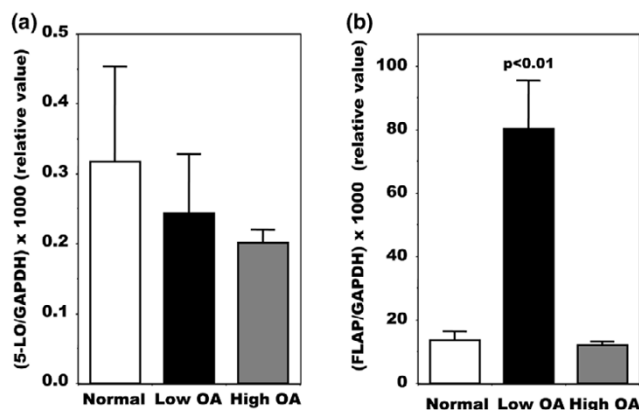 (a)
(5-LO/GAPDH) x 1000 (relative value)
0.5
0.4
0.3
0.2
0.1
0.0
Normal Low OA High OA
(b)
(FLAP/GAPDH) x 1000 (relative value)
100
80
60
40
20
0
p<0.01
Normal Low OA High OA